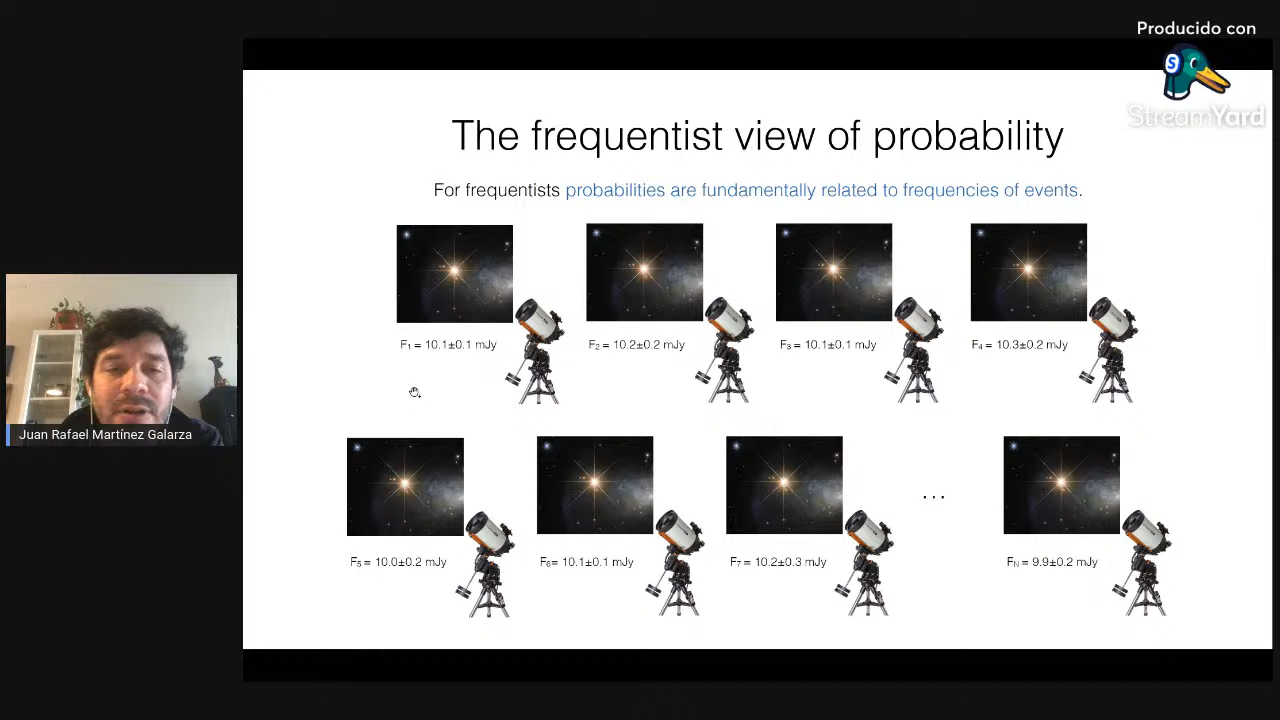 Producido con
S
StreamYard
The frequentist view of probability
For frequentists probabilities are fundamentally related to frequencies of events.
F₁ = 10.1±0.1 mJy
F₂ = 10.2±0.2 mJy
F₃ = 10.1±0.1 mJy
F₄ = 10.3±0.2 mJy
Juan Rafael Martínez Galarza
...
F₅ = 10.0±0.2 mJy
F₆= 10.1±0.1 mJy
F₇ = 10.2±0.3 mJy
F_N = 9.9±0.2 mJy